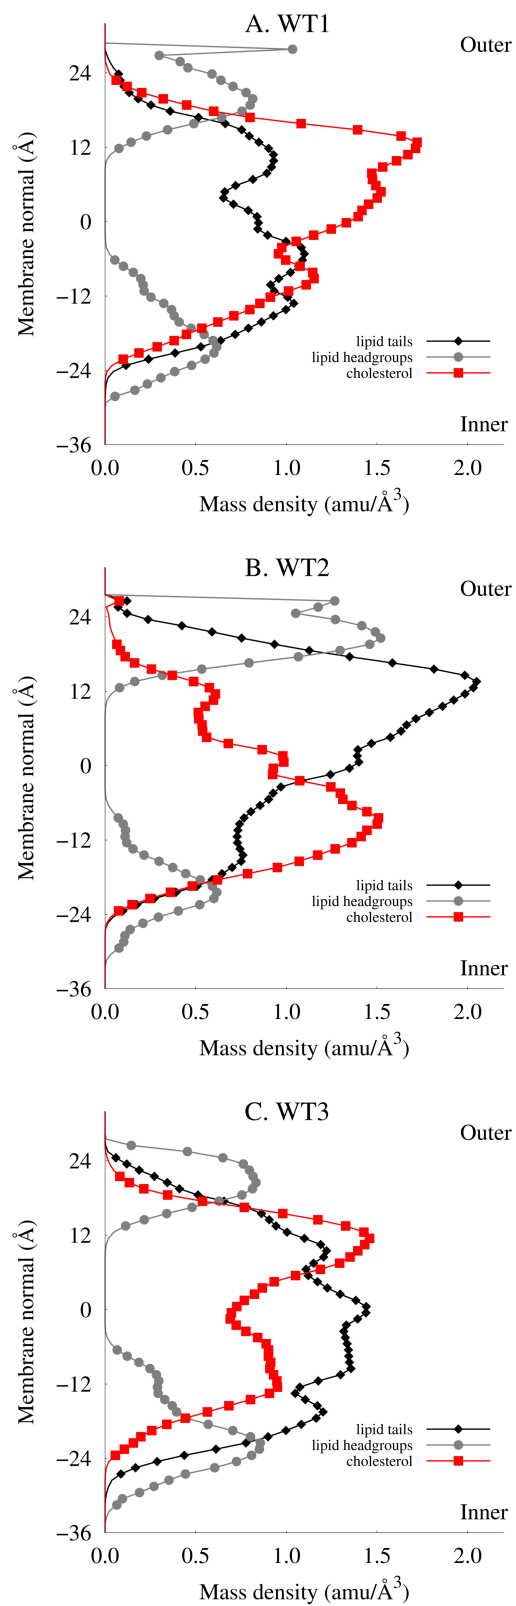 A. WT1
Outer
24
12
0
−12
−24
−36
Membrane normal (Å)
lipid tails
lipid headgroups
cholesterol
Inner
0.0 0.5 1.0 1.5 2.0
Mass density (amu/Å3)
B. WT2
Outer
24
12
0
−12
−24
−36
Membrane normal (Å)
lipid tails
lipid headgroups
cholesterol
Inner
0.0 0.5 1.0 1.5 2.0
Mass density (amu/Å3)
C. WT3
Outer
24
12
0
−12
−24
−36
Membrane normal (Å)
lipid tails
lipid headgroups
cholesterol
Inner
0.0 0.5 1.0 1.5 2.0
Mass density (amu/Å3)